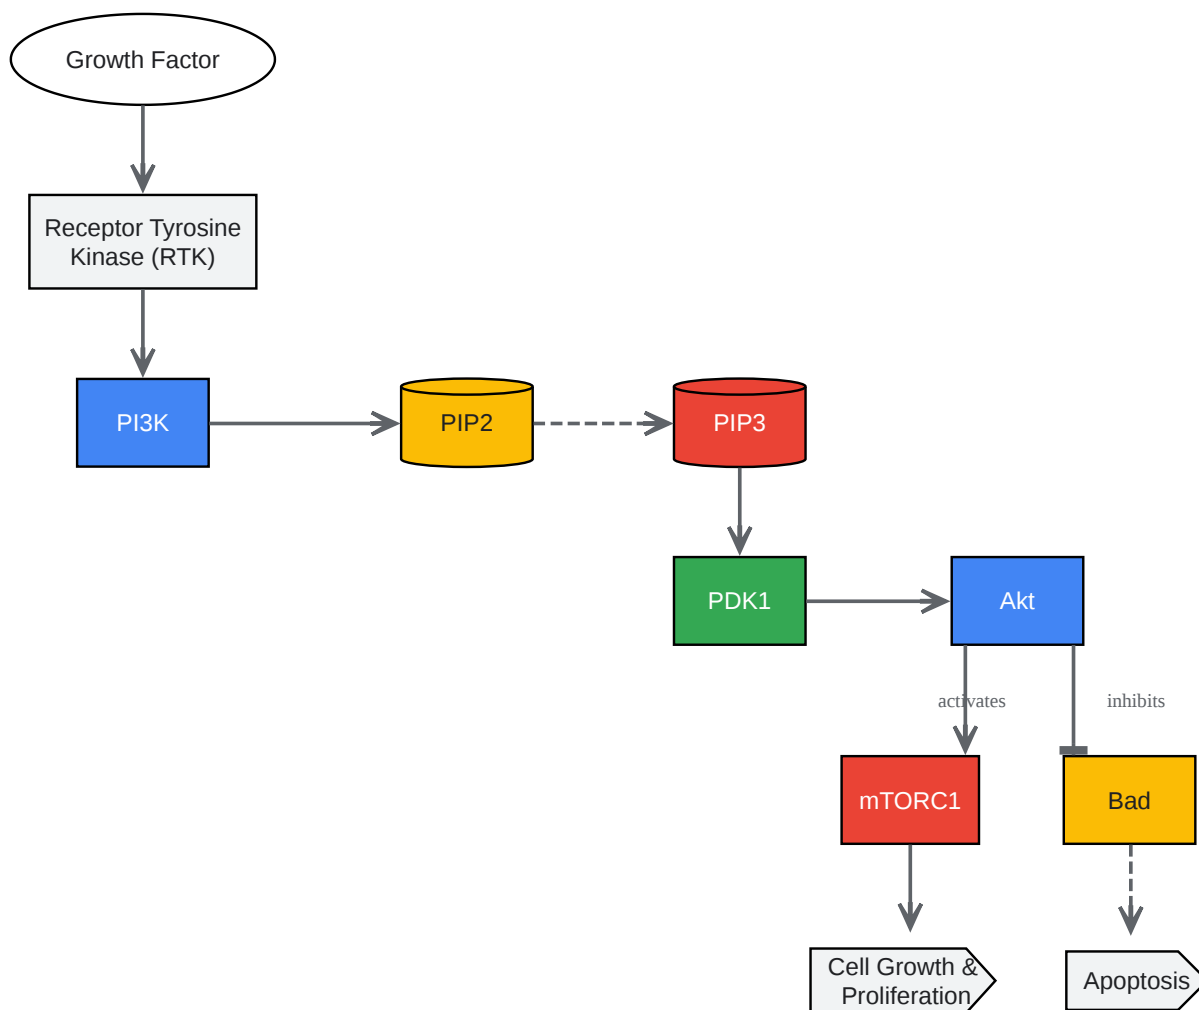 Growth Factor
Receptor Tyrosine
Kinase (RTK)
PI3K
PIP2
PIP3
PDK1
Akt
activates
inhibits
mTORC1
Bad
Cell Growth &
Proliferation
Apoptosis